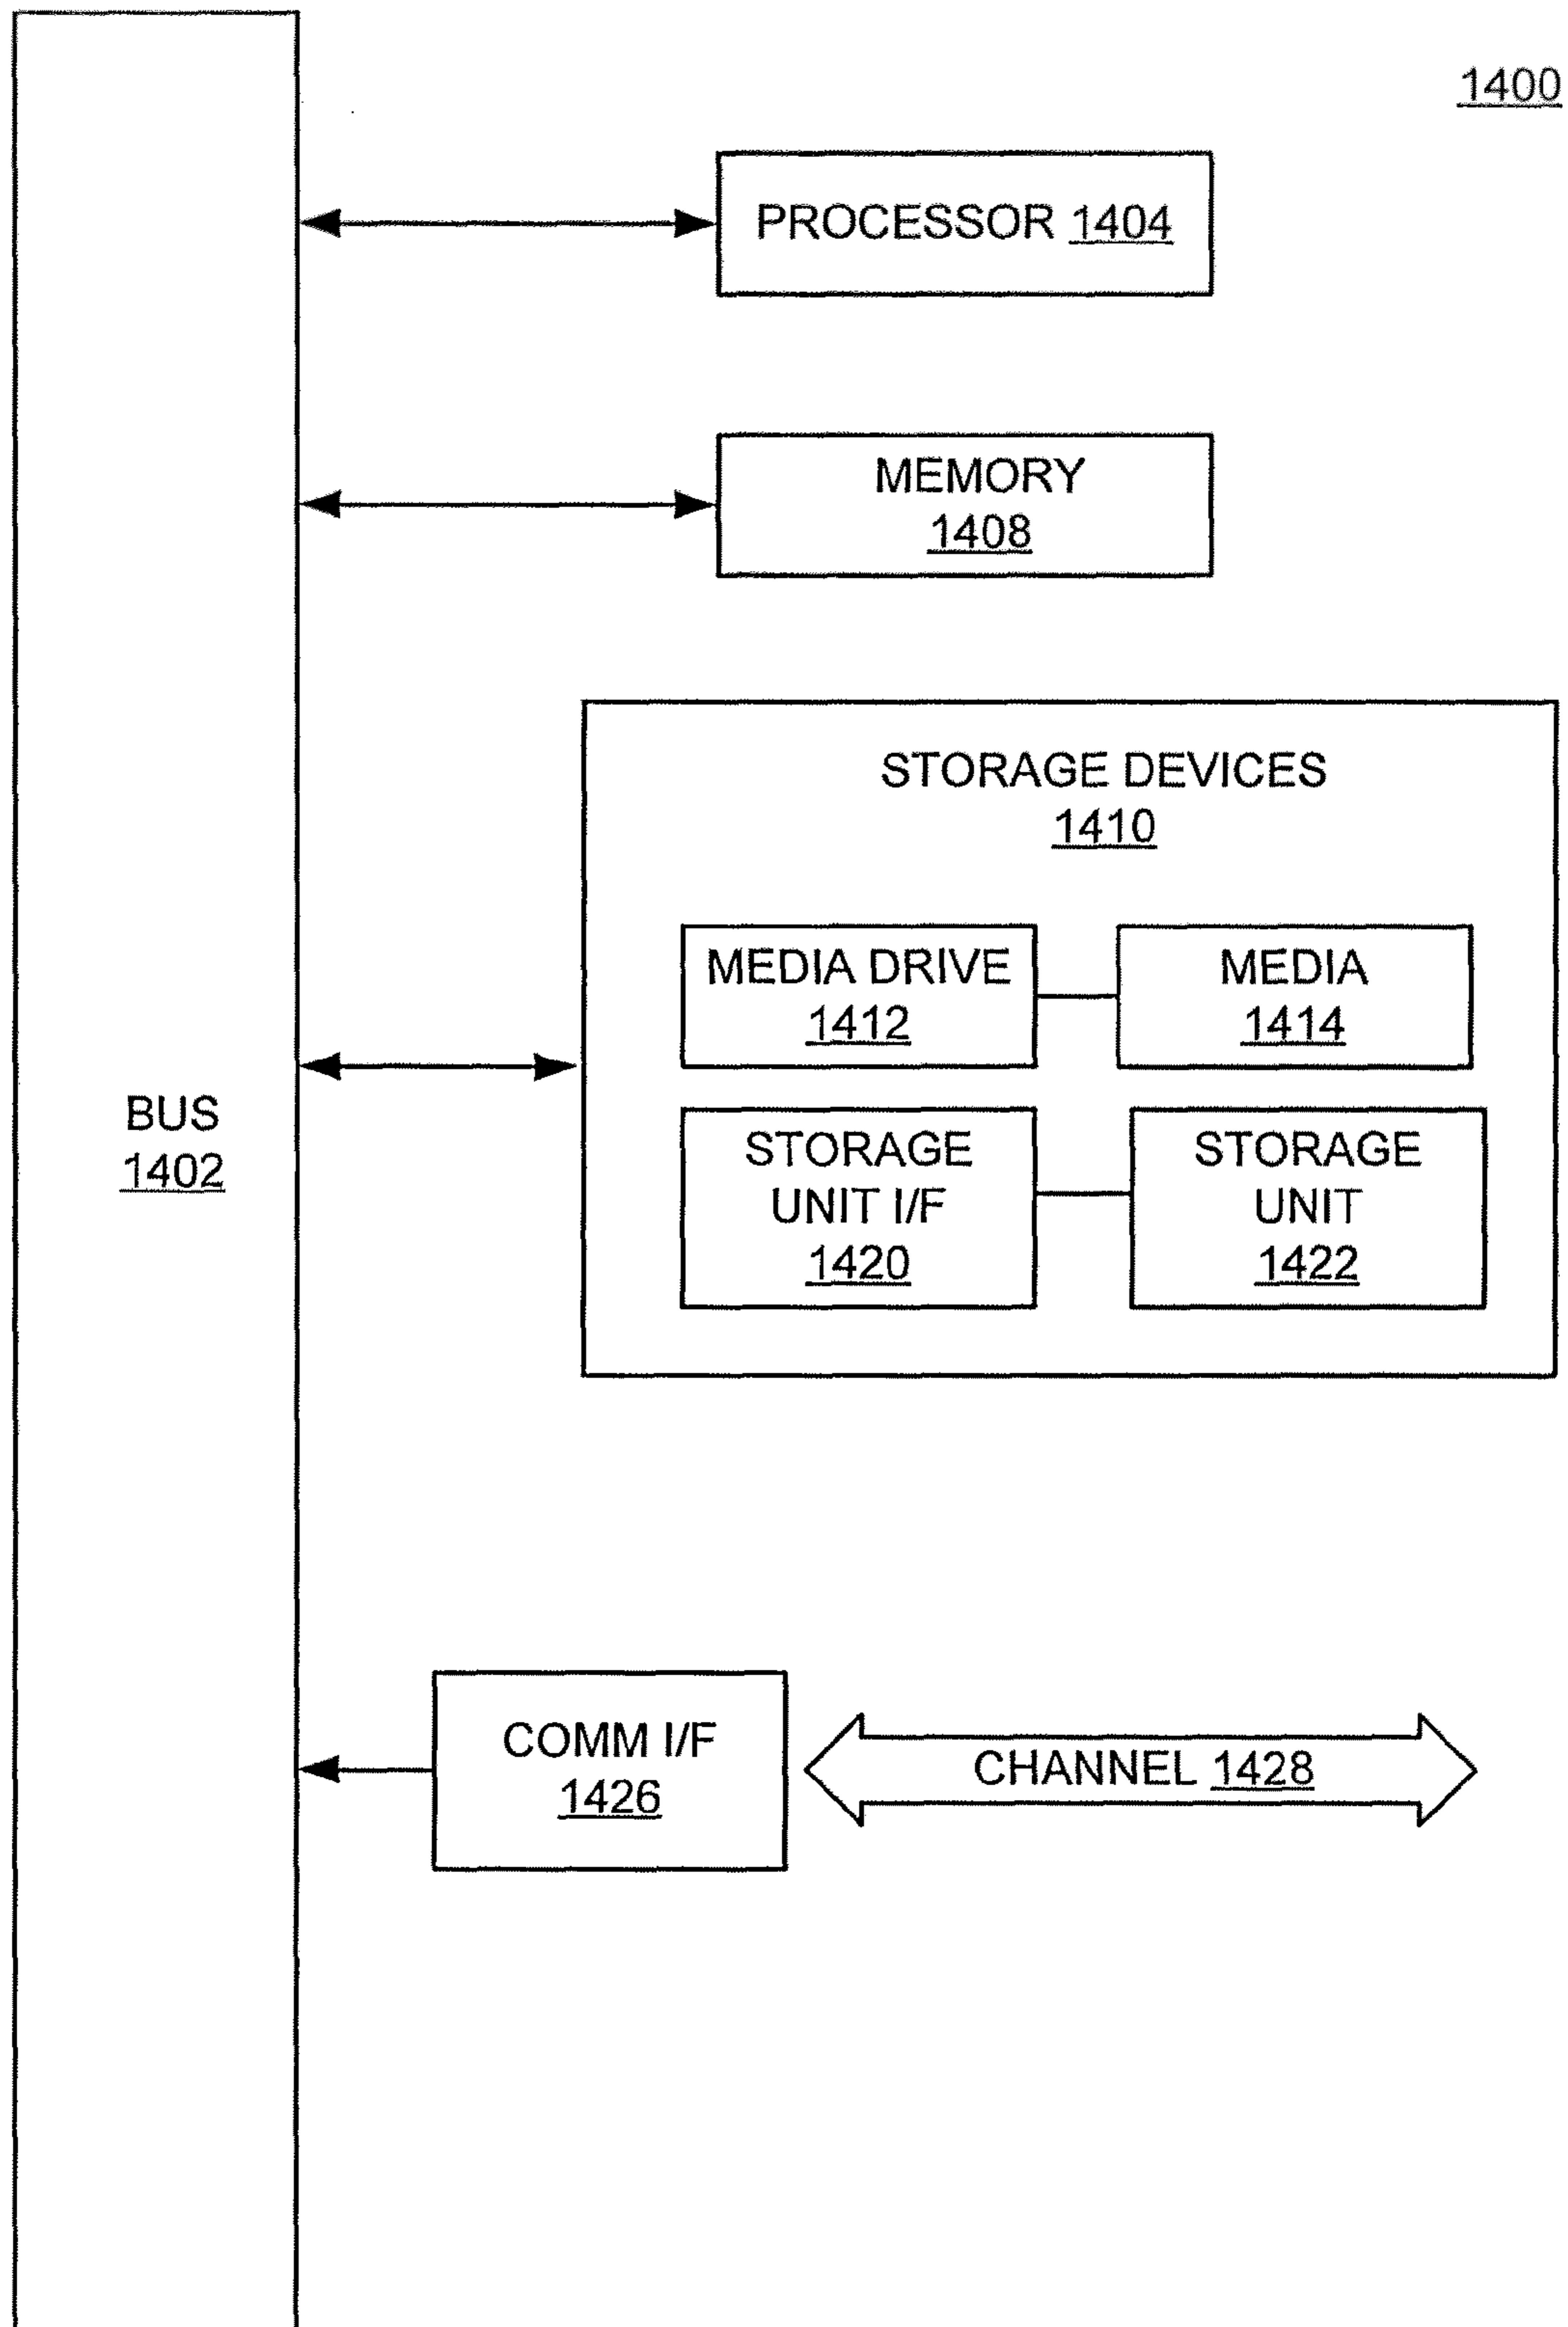 1400
PROCESSOR 1404
MEMORY
1408
STORAGE DEVICES
1410
MEDIA DRIVE
1412
MEDIA
1414
STORAGE
UNIT I/F
1420
STORAGE
UNIT
1422
BUS
1402
COMM I/F
1426
CHANNEL 1428